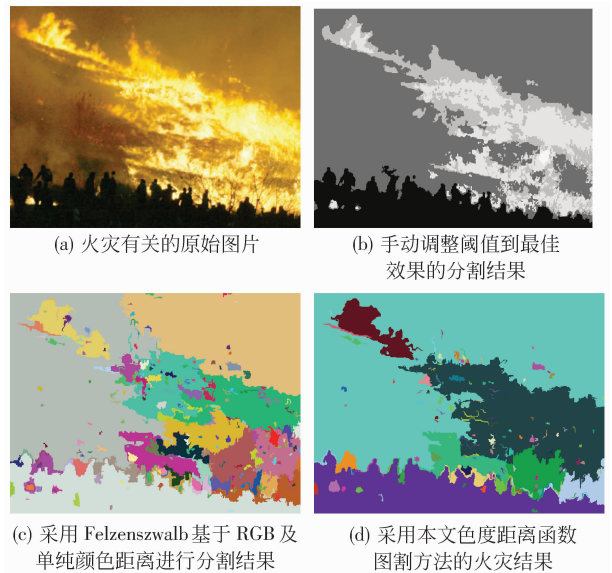 (a) 火灾有关的原始图片
(b) 手动调整阈值到最佳
效果的分割结果
(c) 采用 Felzenszwalb 基于 RGB 及
单纯颜色距离进行分割结果
(d) 采用本文色度距离函数
图割方法的火灾结果